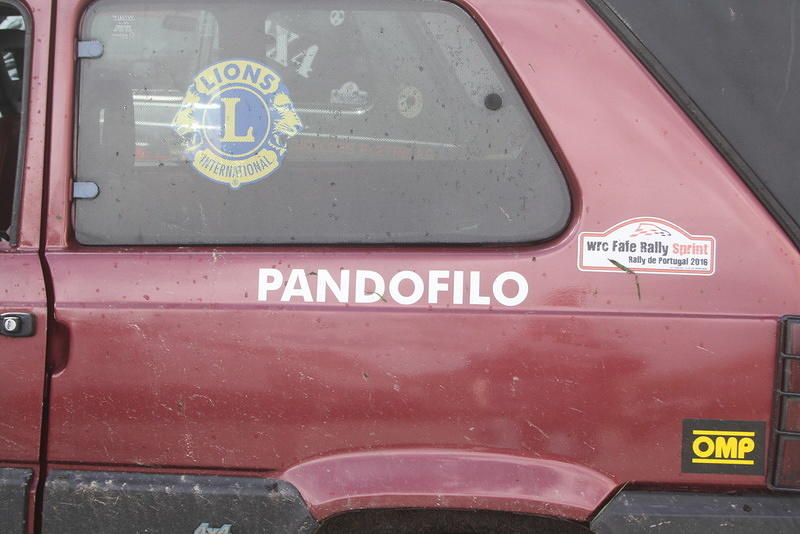 LIONS
L
INTERNATIONAL
X4
PANDOFILO
wrc Fafe Rally Sprint
Rally de Portugal 2016
OMP
4x4